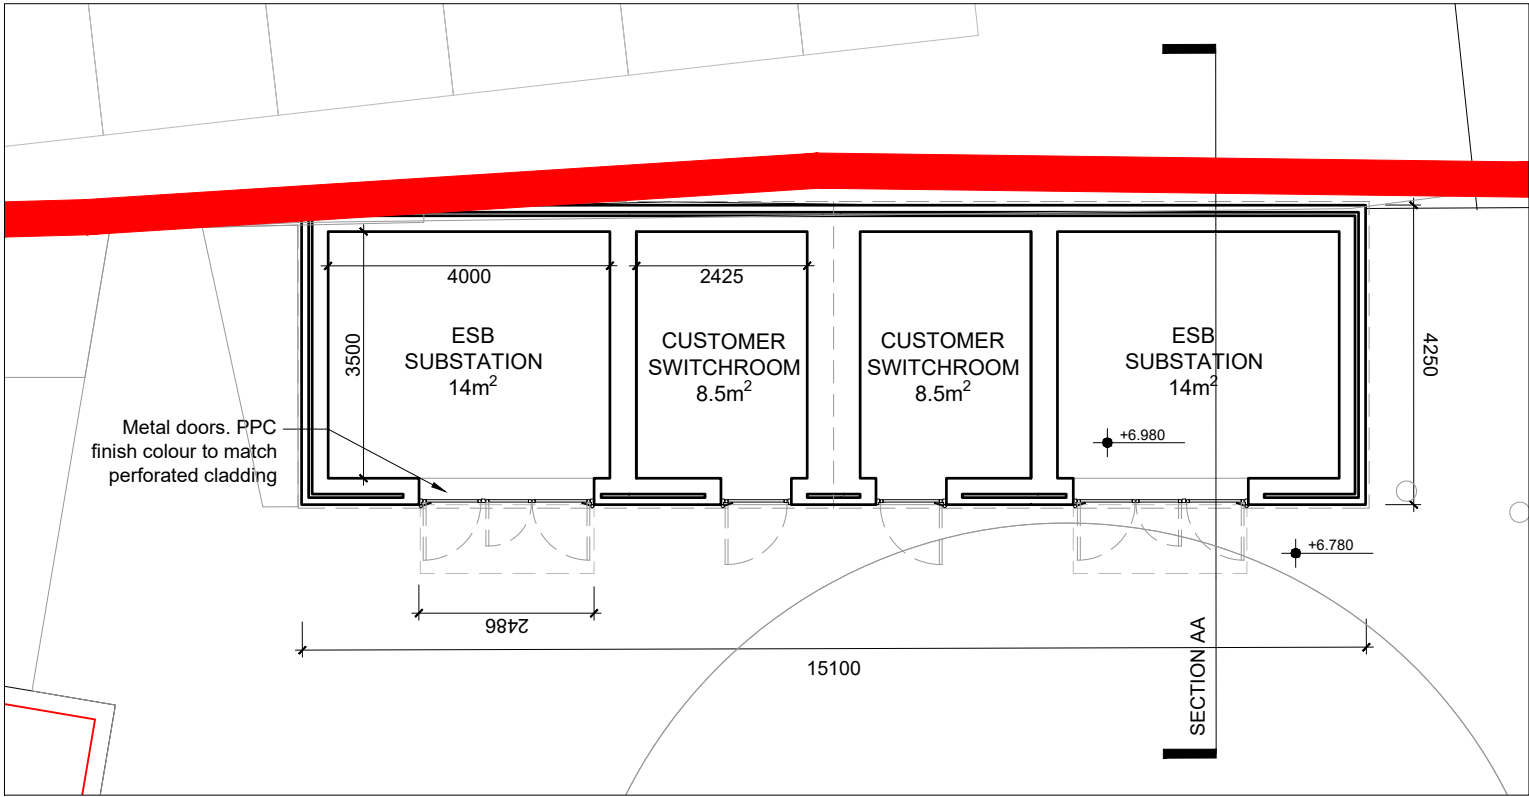 4000
2425
3500
ESB
SUBSTATION
14m²
CUSTOMER
SWITCHROOM
8.5m²
CUSTOMER
SWITCHROOM
8.5m²
ESB
SUBSTATION
14m²
4250
Metal doors. PPC
finish colour to match
perforated cladding
+6.980
+6.780
2486
15100
SECTION AA